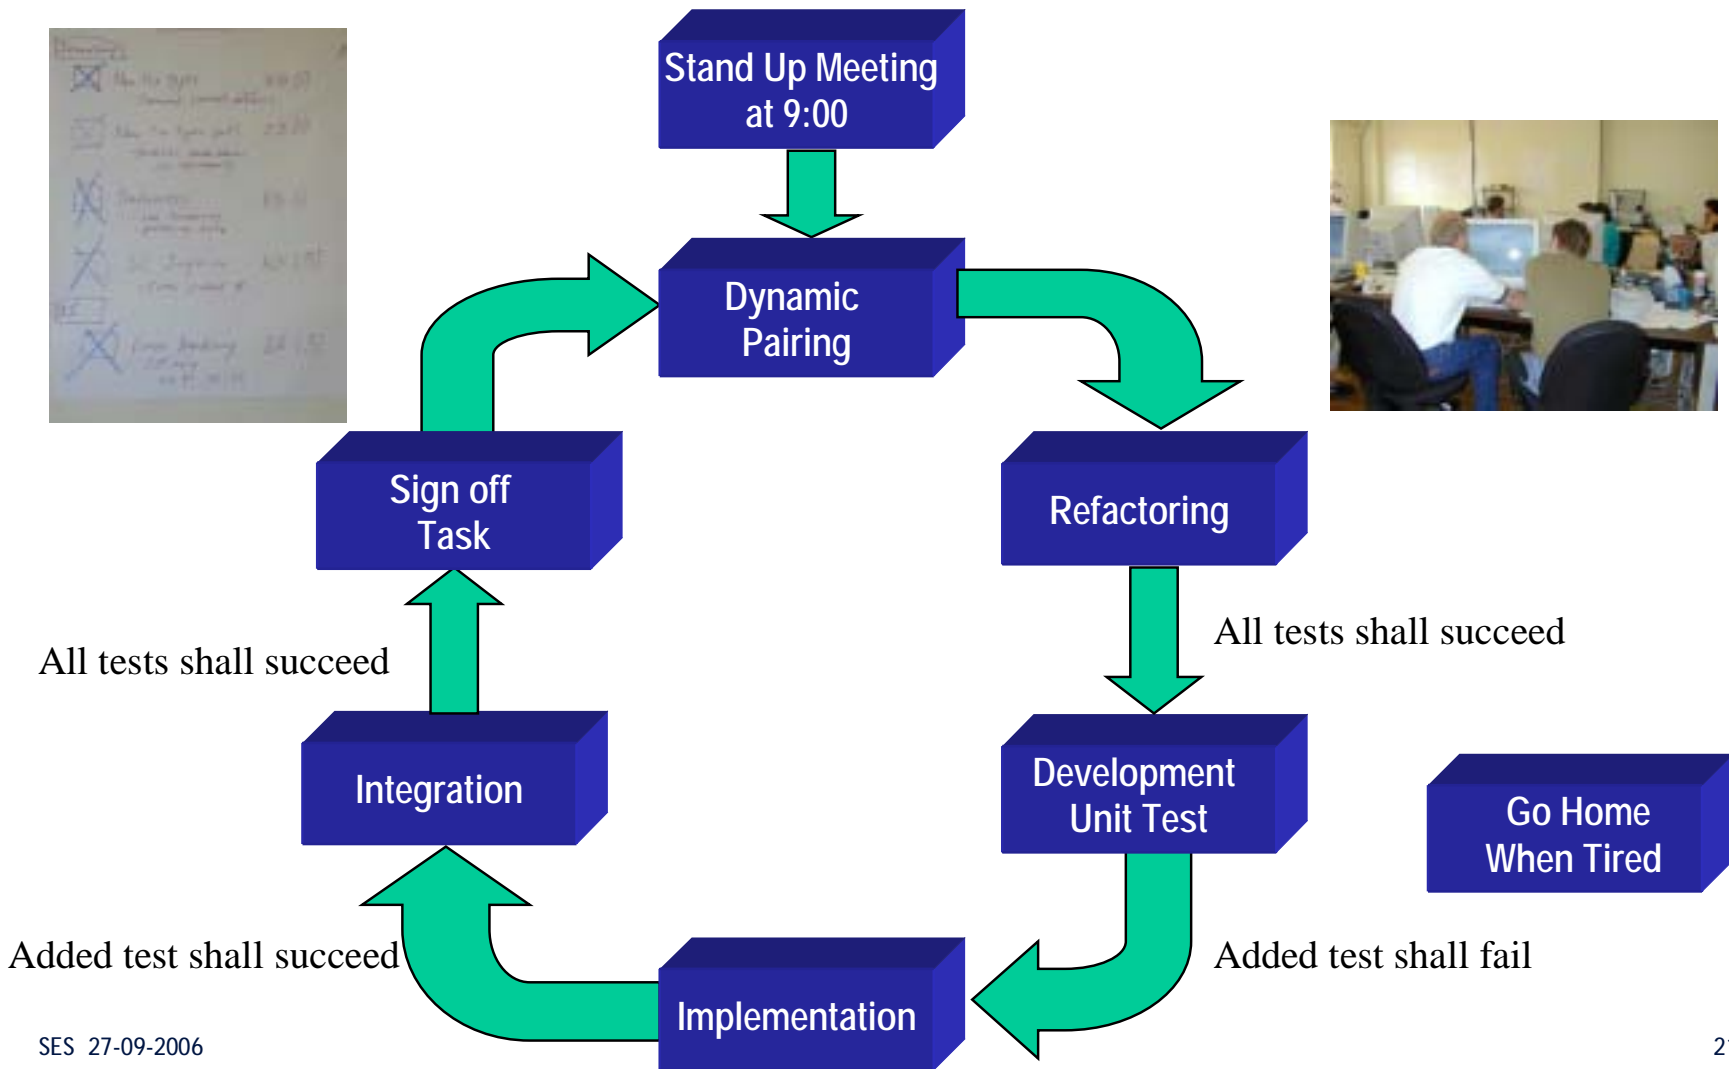 Stand Up Meeting
at 9:00
Dynamic
Pairing
Sign off
Task
Refactoring
All tests shall succeed
All tests shall succeed
Integration
Development
Unit Test
Go Home
When Tired
Added test shall succeed
Added test shall fail
Implementation
SES 27-09-2006